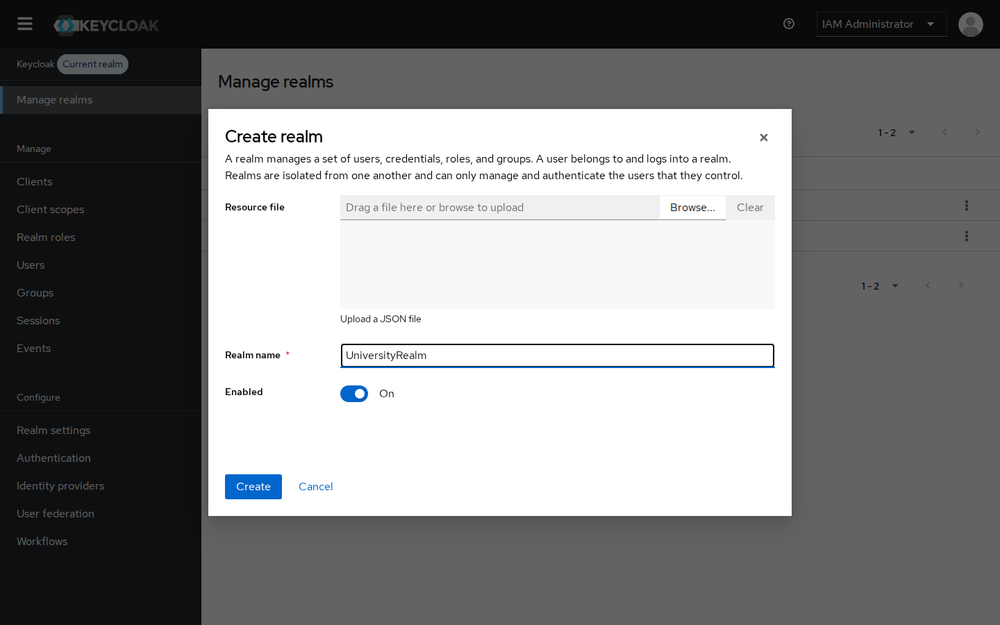 KEYCLOAK
IAM Administrator
Keycloak Current realm
Manage realms
Manage
Clients
Client scopes
Realm roles
Users
Groups
Sessions
Events
Configure
Realm settings
Authentication
Identity providers
User federation
Workflows
Manage realms
1 - 2
1 - 2
Create realm
A realm manages a set of users, credentials, roles, and groups. A user belongs to and logs into a realm.
Realms are isolated from one another and can only manage and authenticate the users that they control.
Resource file
Drag a file here or browse to upload
Browse...
Clear
Upload a JSON file
Realm name *
UniversityRealm
Enabled
On
Create
Cancel